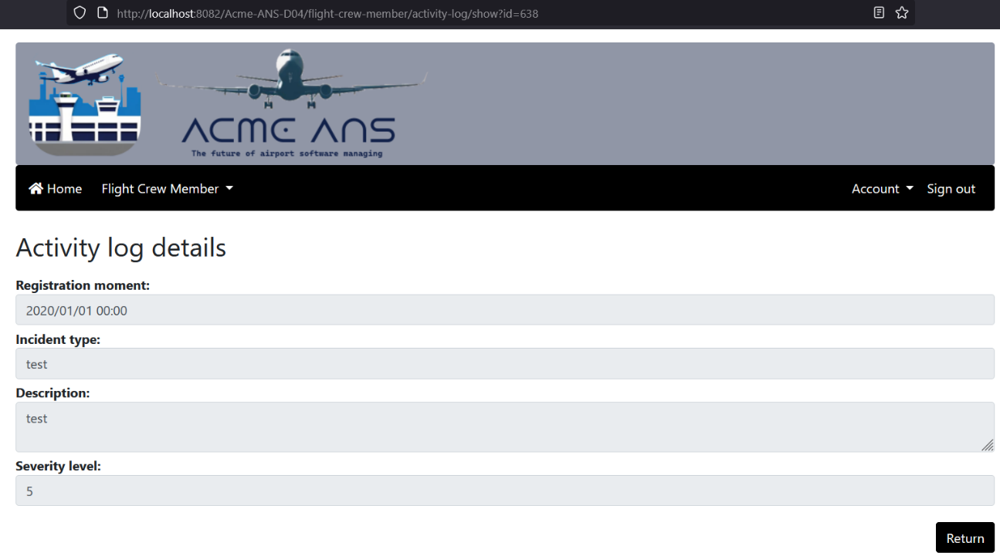 http://localhost:8082/Acme-ANS-D04/flight-crew-member/activity-log/show?id=638
ACME ANS
The future of airport software managing
Home Flight Crew Member Account Sign out
Activity log details
Registration moment:
2020/01/01 00:00
Incident type:
test
Description:
test
Severity level:
5
Return